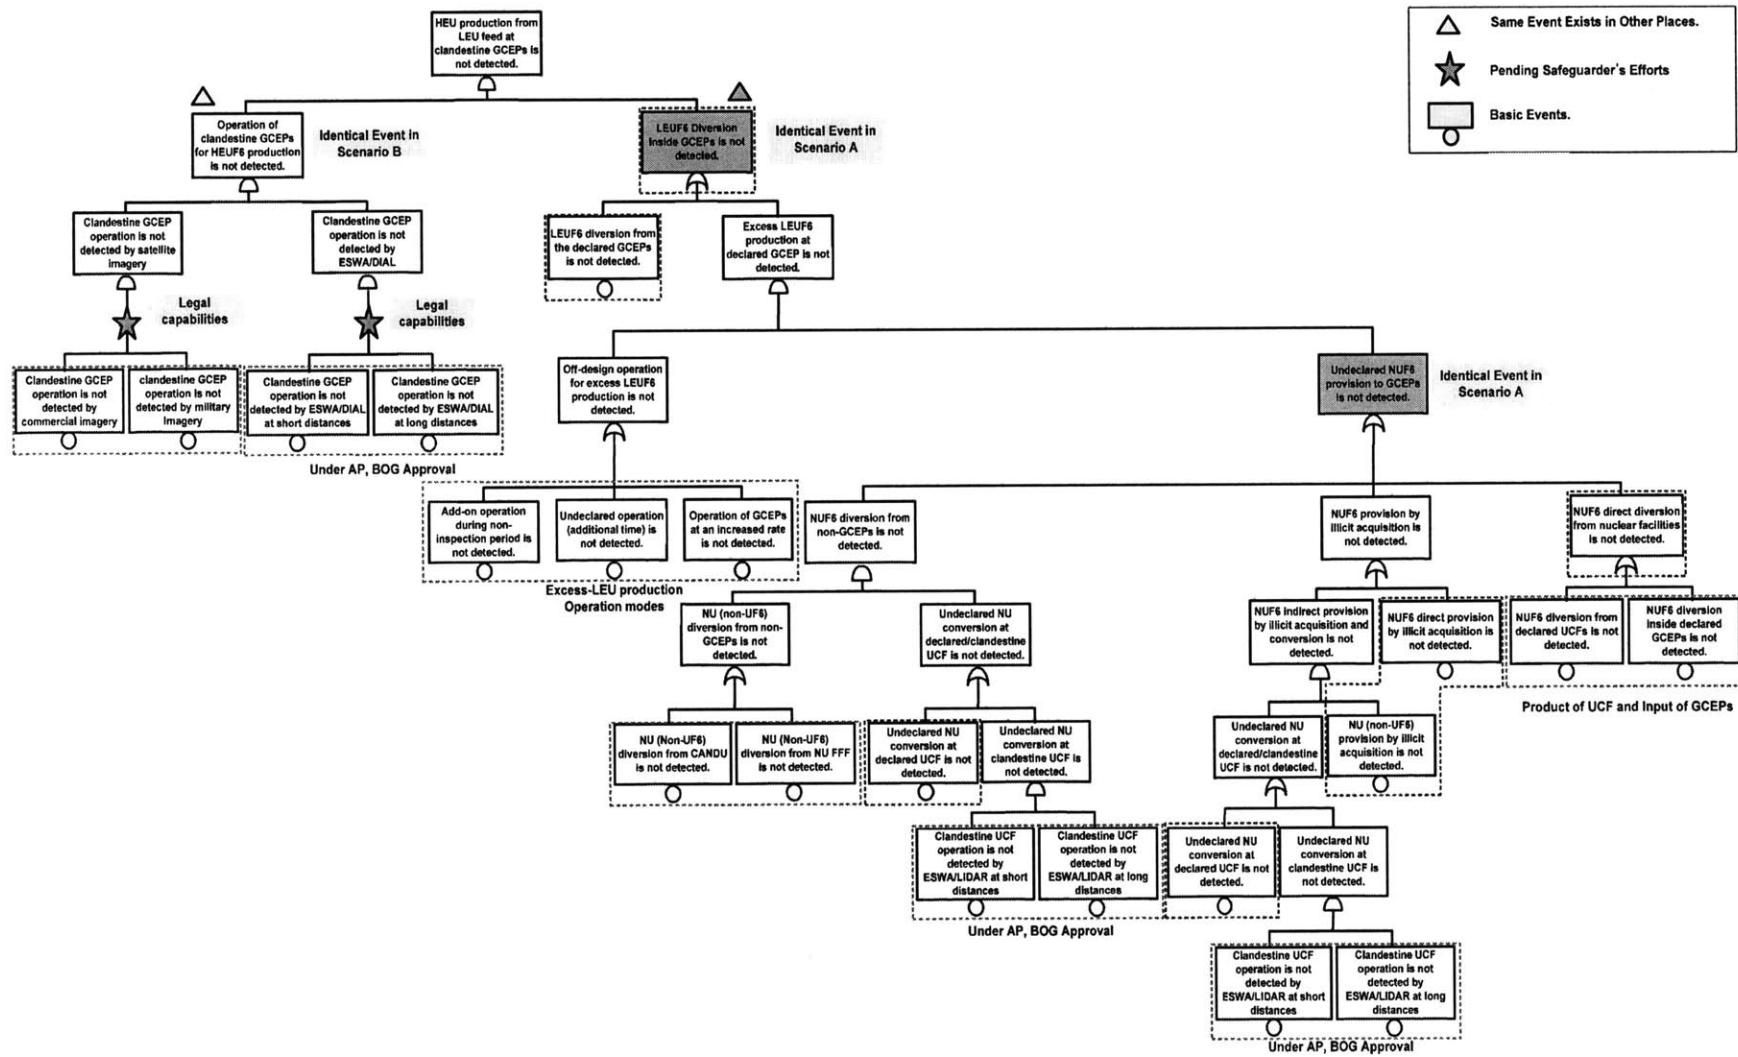 HEU production from
LEU feed at
clandestine GCEPs is
not detected.
Same Event Exists in Other Places.
Pending Safeguarder's Efforts
Basic Events.
Operation of
clandestine GCEPs
for HEUF6 production
is not detected.
Identical Event in
Scenario B
LEUF6 Diversion
Inside GCEPs is not
detected.
Identical Event in
Scenario A
Clandestine GCEP
operation is not
detected by satellite
imagery
Clandestine GCEP
operation is not
detected by
ESWA/DIAL
LEUF6 diversion from
the declared GCEPs
is not detected.
Excess LEUF6
production at
declared GCEP is not
detected.
Legal
capabilities
Legal
capabilities
Clandestine GCEP
operation is not
detected by
commercial imagery
clandestine GCEP
operation is not
detected by military
Imagery
Clandestine GCEP
operation is not
detected by ESWA/DIAL
at short distances
Clandestine GCEP
operation is not
detected by ESWA/DIAL
at long distances
Under AP, BOG Approval
Off-design operation
for excess LEUF6
production is not
detected.
Undeclared NUF6
provision to GCEPs
is not detected.
Identical Event in
Scenario A
Add-on operation
during non-
inspection period is
not detected.
Undeclared operation
(additional time) is
not detected.
Operation of GCEPs
at an increased rate
is not detected.
Excess-LEU production
Operation modes
NUF6 diversion from
non-GCEPs is not
detected.
NUF6 provision by
illicit acquisition is
not detected.
NUF6 direct diversion
from nuclear facilities
is not detected.
NU (non-UF6)
diversion from non-
GCEPs is not
detected.
Undeclared NU
conversion at
declared/clandestine
UCF is not detected.
NUF6 indirect provision
by illicit acquisition and
conversion is not
detected.
NUF6 direct provision
by illicit acquisition is
not detected.
NUF6 diversion from
declared UCFs is not
detected.
NUF6 diversion
inside declared
GCEPs is not
detected.
Product of UCF and Input of GCEPs
NU (Non-UF6)
diversion from CANDU
is not detected.
NU (Non-UF6)
diversion from NU FFF
is not detected.
Undeclared NU
conversion at
declared UCF is not
detected.
Undeclared NU
conversion at
clandestine UCF is
not detected.
Undeclared NU
conversion at
declared/clandestine
UCF is not detected.
NU (non-UF6)
provision by illicit
acquisition is not
detected.
Clandestine UCF
operation is not
detected by
ESWA/LIDAR at short
distances
Clandestine UCF
operation is not
detected by
ESWA/LIDAR at long
distances
Under AP, BOG Approval
Undeclared NU
conversion at
declared UCF is not
detected.
Undeclared NU
conversion at
clandestine UCF is
not detected.
Clandestine UCF
operation is not
detected by
ESWA/LIDAR at short
distances
Clandestine UCF
operation is not
detected by
ESWA/LIDAR at long
distances
Under AP, BOG Approval